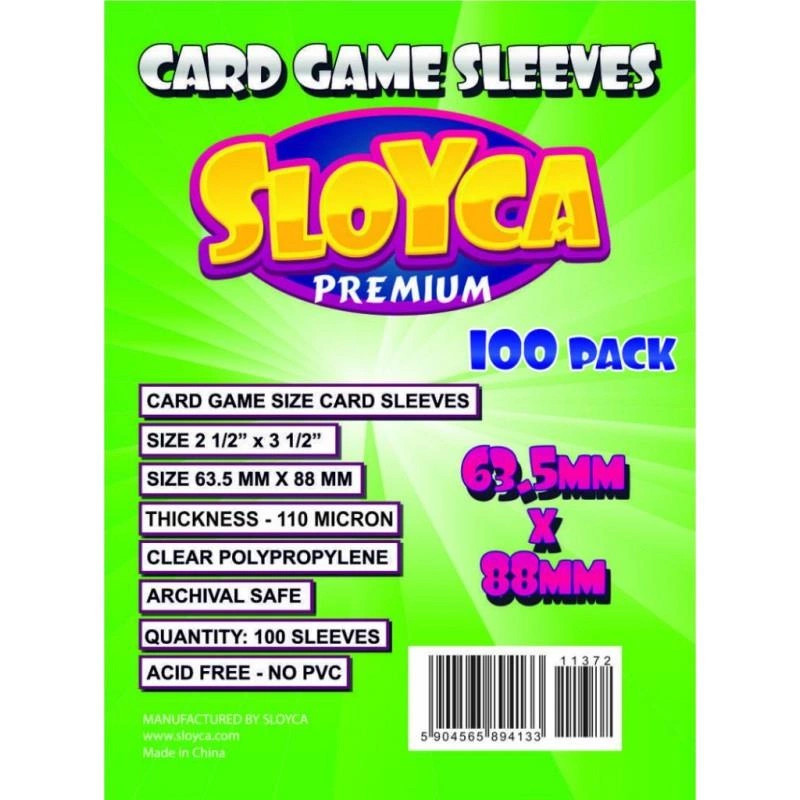 CARD GAME SLEEVES
SLOYCA
PREMIUM
100 PACK
CARD GAME SIZE CARD SLEEVES
SIZE 2 1/2” x 3 1/2”
SIZE 63.5 MM X 88 MM
THICKNESS - 110 MICRON
CLEAR POLYPROPYLENE
ARCHIVAL SAFE
QUANTITY: 100 SLEEVES
ACID FREE - NO PVC
63.5MM
X
88MM
11372
5 904565 894133
MANUFACTURED BY SLOYCA
www.sloyca.com
Made in China